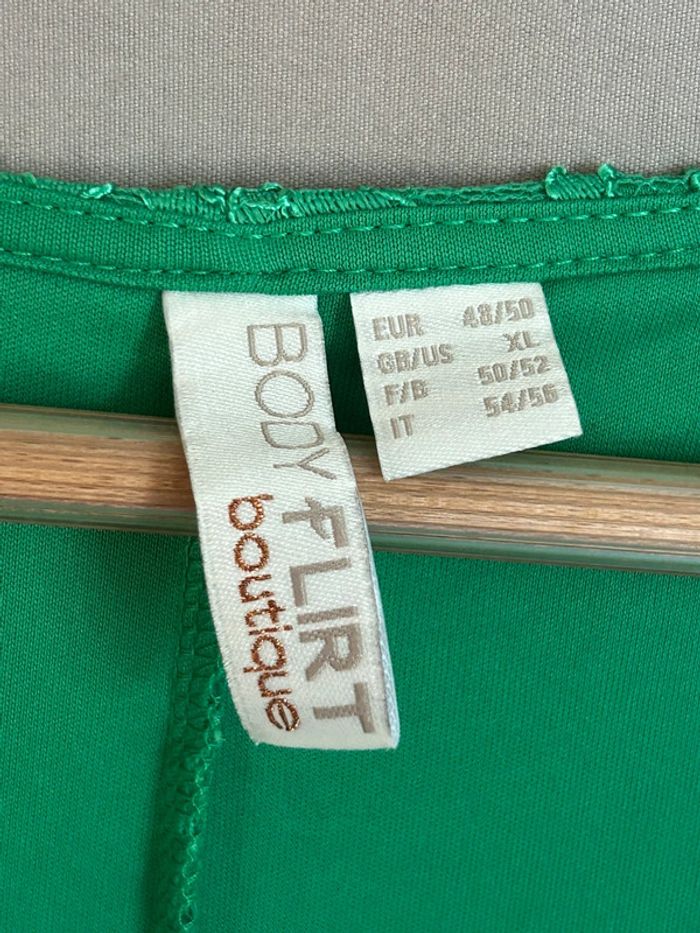 BODY FLIRT
boutique
EUR 48/50
GB/US XL
F/B 50/52
IT 54/56